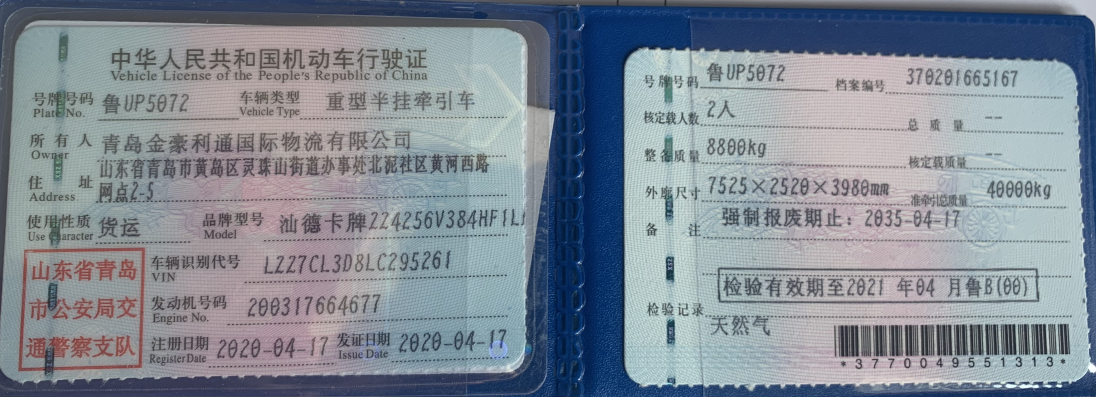 中华人民共和国机动车行驶证
Vehicle License of the People's Republic of China
号牌号码 鲁UP5072 车辆类型 重型半挂牵引车
Plate No. Vehicle Type
所有人 青岛金豪利通国际物流有限公司
Owner
住址 山东省青岛市黄岛区灵珠山街道办事处北泥社区黄河西路
Address 网点2-5
使用性质 货运 品牌型号 汕德卡牌ZZ4256V384HF1L
Use Character Model
山东省青岛
市公安局交
通警察支队
车辆识别代号 LZZ7CL3D8LC295261
VIN
发动机号码 200317664677
Engine No.
注册日期 2020-04-17 发证日期 2020-04-17
Register Date Issue Date
号牌号码 鲁UP5072 档案编号 370201665167
核定载人数 2人 总质量 --
整备质量 8800kg 核定载质量 --
外廓尺寸 7525×2520×3980mm 准牵引总质量 40000kg
备注 强制报废期止：2035-04-17
检验有效期至2021 年04 月鲁B(00)
检验记录
天然气
*3770049551313*